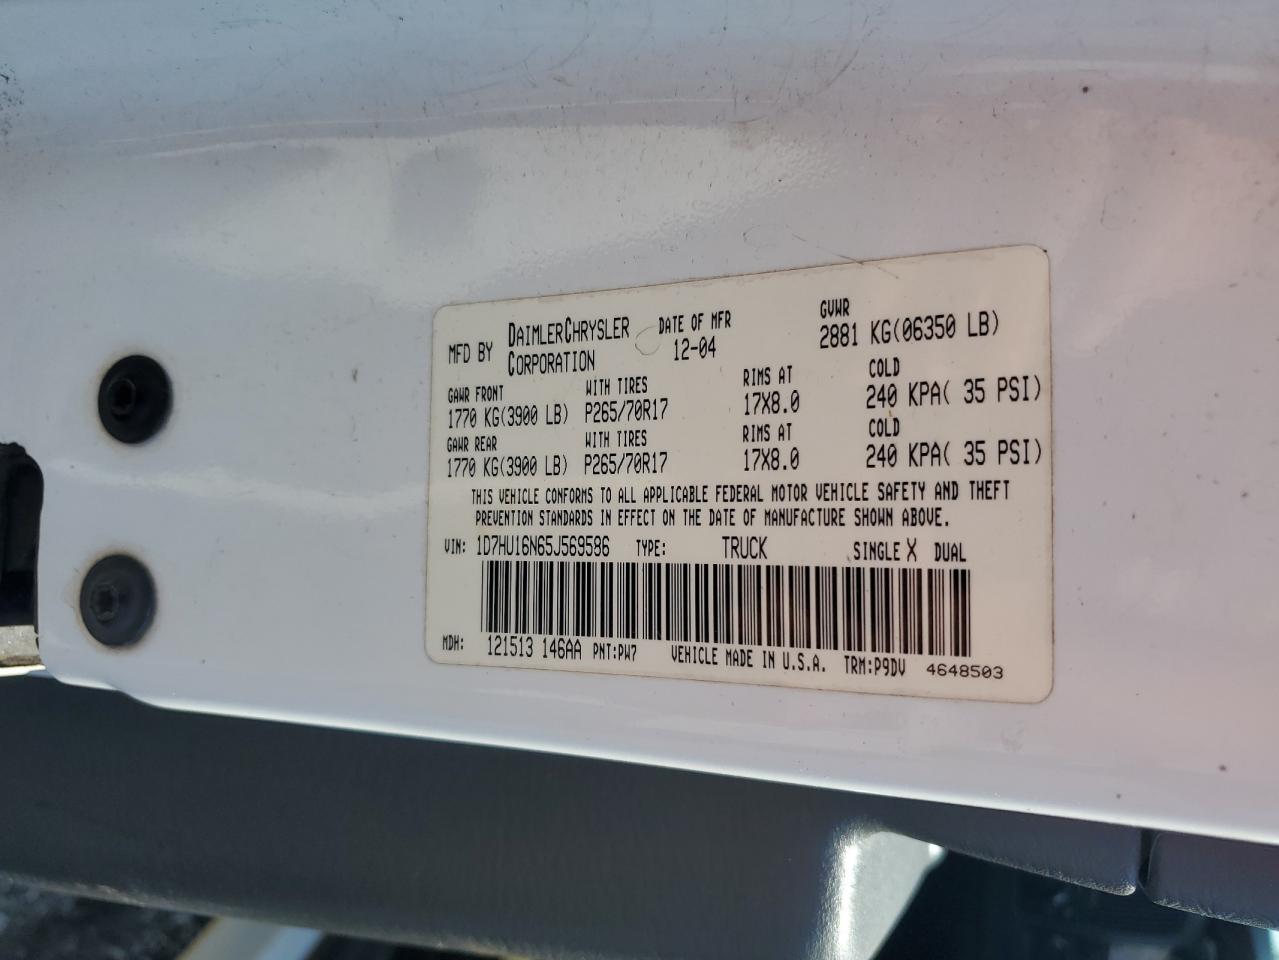 MFD BY DAIMLERCHRYSLER CORPORATION DATE OF MFR 12-04 GVWR 2881 KG(06350 LB)
GAWR FRONT WITH TIRES RIMS AT COLD
1770 KG(3900 LB) P265/70R17 17X8.0 240 KPA( 35 PSI)
GAWR REAR WITH TIRES RIMS AT COLD
1770 KG(3900 LB) P265/70R17 17X8.0 240 KPA( 35 PSI)
THIS VEHICLE CONFORMS TO ALL APPLICABLE FEDERAL MOTOR VEHICLE SAFETY AND THEFT
PREVENTION STANDARDS IN EFFECT ON THE DATE OF MANUFACTURE SHOWN ABOVE.
VIN: 1D7HU16N65J569586 TYPE: TRUCK SINGLE X DUAL
MDH: 121513 146AA PNT:PW7 VEHICLE MADE IN U.S.A. TRM:P9DV 4648503